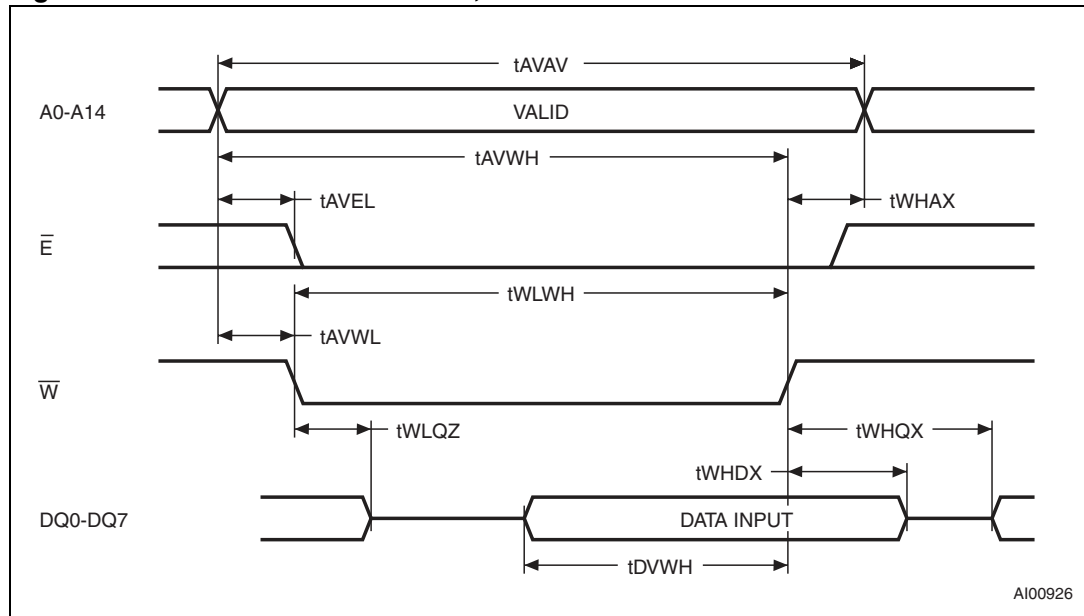 tAVAV
A0-A14
VALID
tAVWH
tAVEL
tWHAX
E̅
tWLWH
tAVWL
W̅
tWLQZ
tWHQX
tWHDX
DQ0-DQ7
DATA INPUT
tDVWH
AI00926